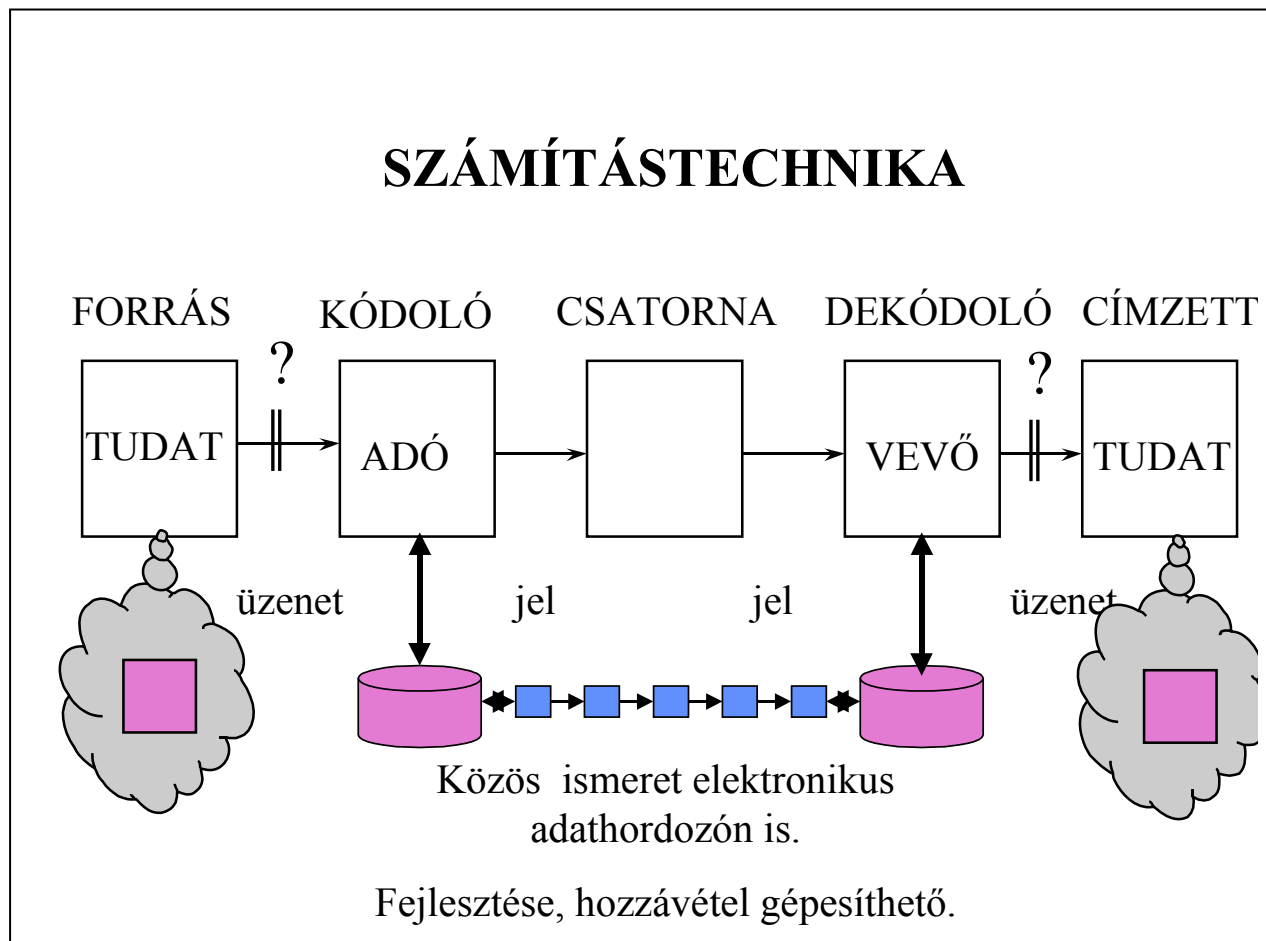 SZÁMÍTÁSTECHNIKA
FORRÁS KÓDOLÓ CSATORNA DEKÓDOLÓ CÍMZETT
? ?
TUDAT ADÓ VEVŐ TUDAT
üzenet jel jel üzenet
Közös ismeret elektronikus
adathordozón is.
Fejlesztése, hozzávétel gépesíthető.